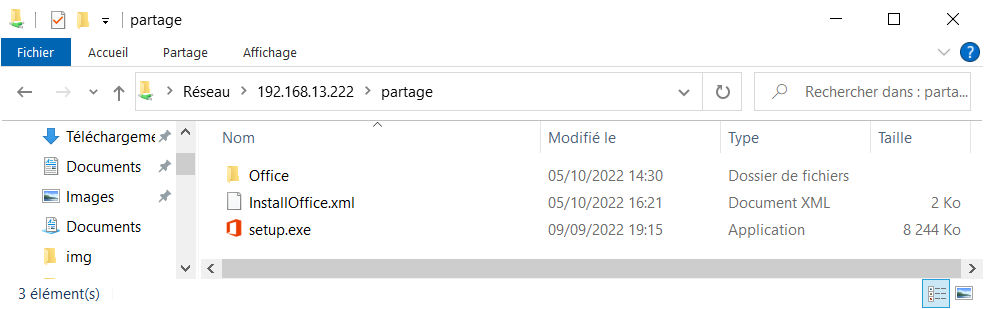 partage
Fichier Accueil Partage Affichage
Réseau 192.168.13.222 partage Rechercher dans : parta...
Nom Modifié le Type Taille
Téléchargeme
Documents
Images
Documents
img
Office 05/10/2022 14:30 Dossier de fichiers
InstallOffice.xml 05/10/2022 16:21 Document XML 2 Ko
setup.exe 09/09/2022 19:15 Application 8 244 Ko
3 élément(s)